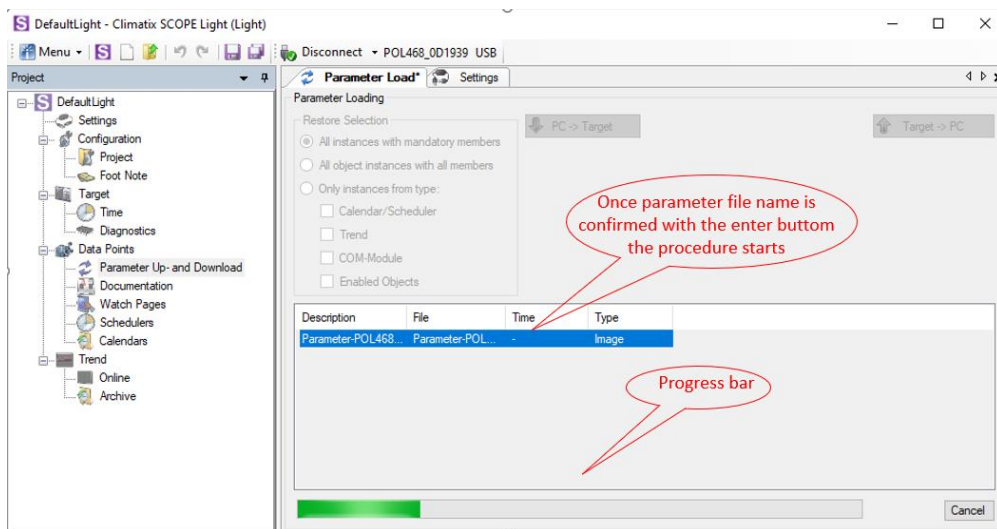 DefaultLight - Climatix SCOPE Light (Light)
Menu
Disconnect POL468_0D1939 USB
Project
DefaultLight
Settings
Configuration
Project
Foot Note
Target
Time
Diagnostics
Data Points
Parameter Up- and Download
Documentation
Watch Pages
Schedulers
Calendars
Trend
Online
Archive
Parameter Load* Settings
Parameter Loading
Restore Selection
All instances with mandatory members
All object instances with all members
Only instances from type:
Calendar/Scheduler
Trend
COM-Module
Enabled Objects
PC -> Target
Target -> PC
Once parameter file name is
confirmed with the enter buttom
the procedure starts
Description File Time Type
Parameter-POL468... Parameter-POL... - Image
Progress bar
Cancel